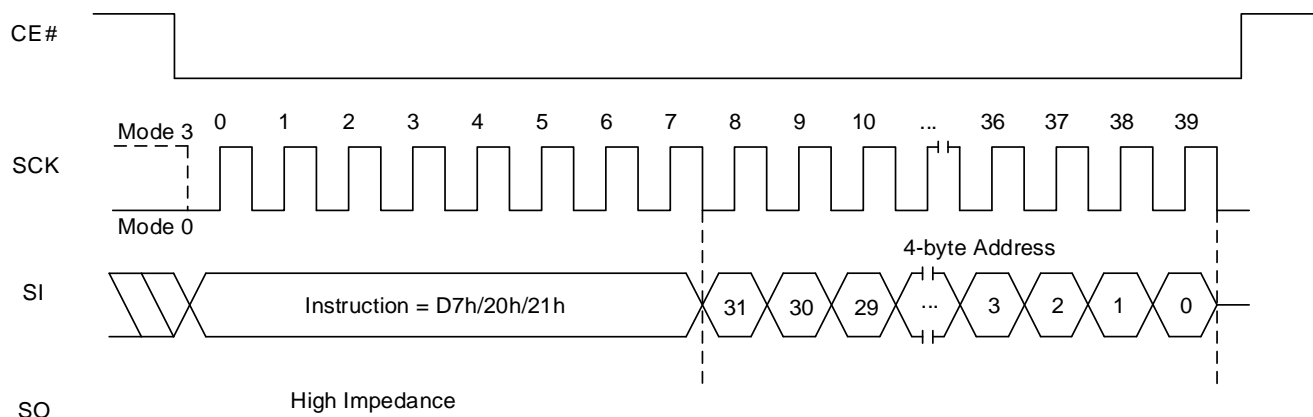 CE#
0 1 2 3 4 5 6 7 8 9 10 ... 36 37 38 39
Mode 3
SCK
Mode 0
4-byte Address
SI
Instruction = D7h/20h/21h
31 30 29 ... 3 2 1 0
High Impedance
SO